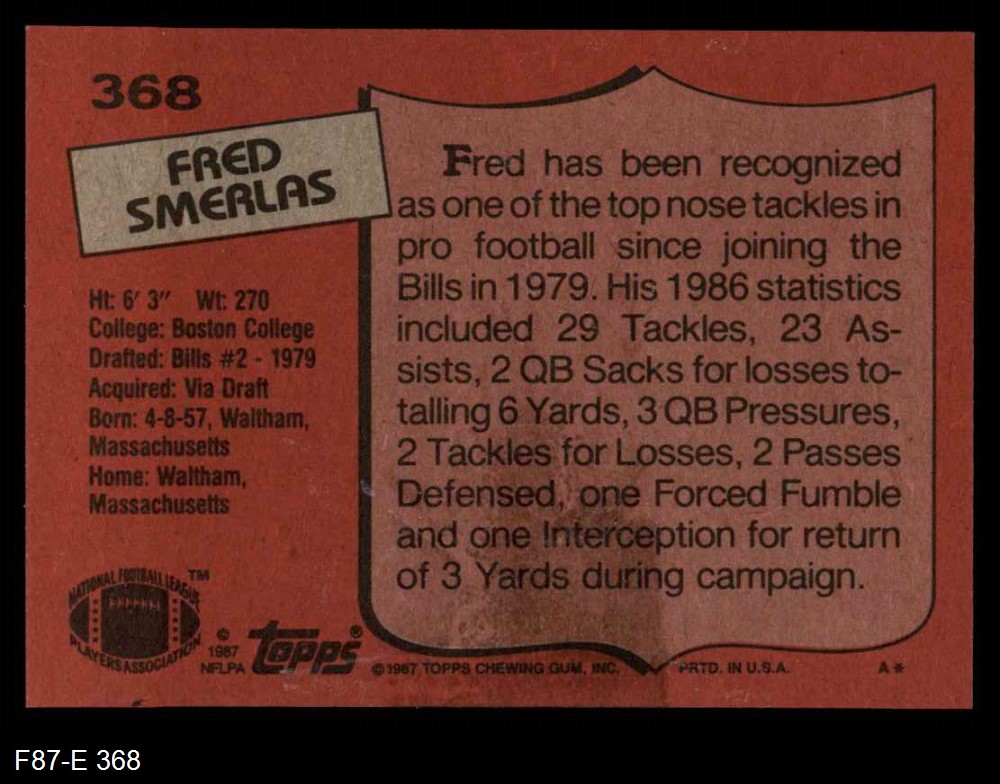 368
FRED
SMERLAS
Ht: 6' 3" Wt: 270
College: Boston College
Drafted: Bills #2 - 1979
Acquired: Via Draft
Born: 4-8-57, Waltham,
Massachusetts
Home: Waltham,
Massachusetts
Fred has been recognized
as one of the top nose tackles in
pro football since joining the
Bills in 1979. His 1986 statistics
included 29 Tackles, 23 As-
sists, 2 QB Sacks for losses to-
talling 6 Yards, 3 QB Pressures,
2 Tackles for Losses, 2 Passes
Defensed, one Forced Fumble
and one Interception for return
of 3 Yards during campaign.
NATIONAL FOOTBALL LEAGUE TM
PLAYERS ASSOCIATION
©
1987
NFLPA
topps®
©1987 TOPPS CHEWING GUM, INC. PRTD. IN U.S.A. A*
F87-E 368